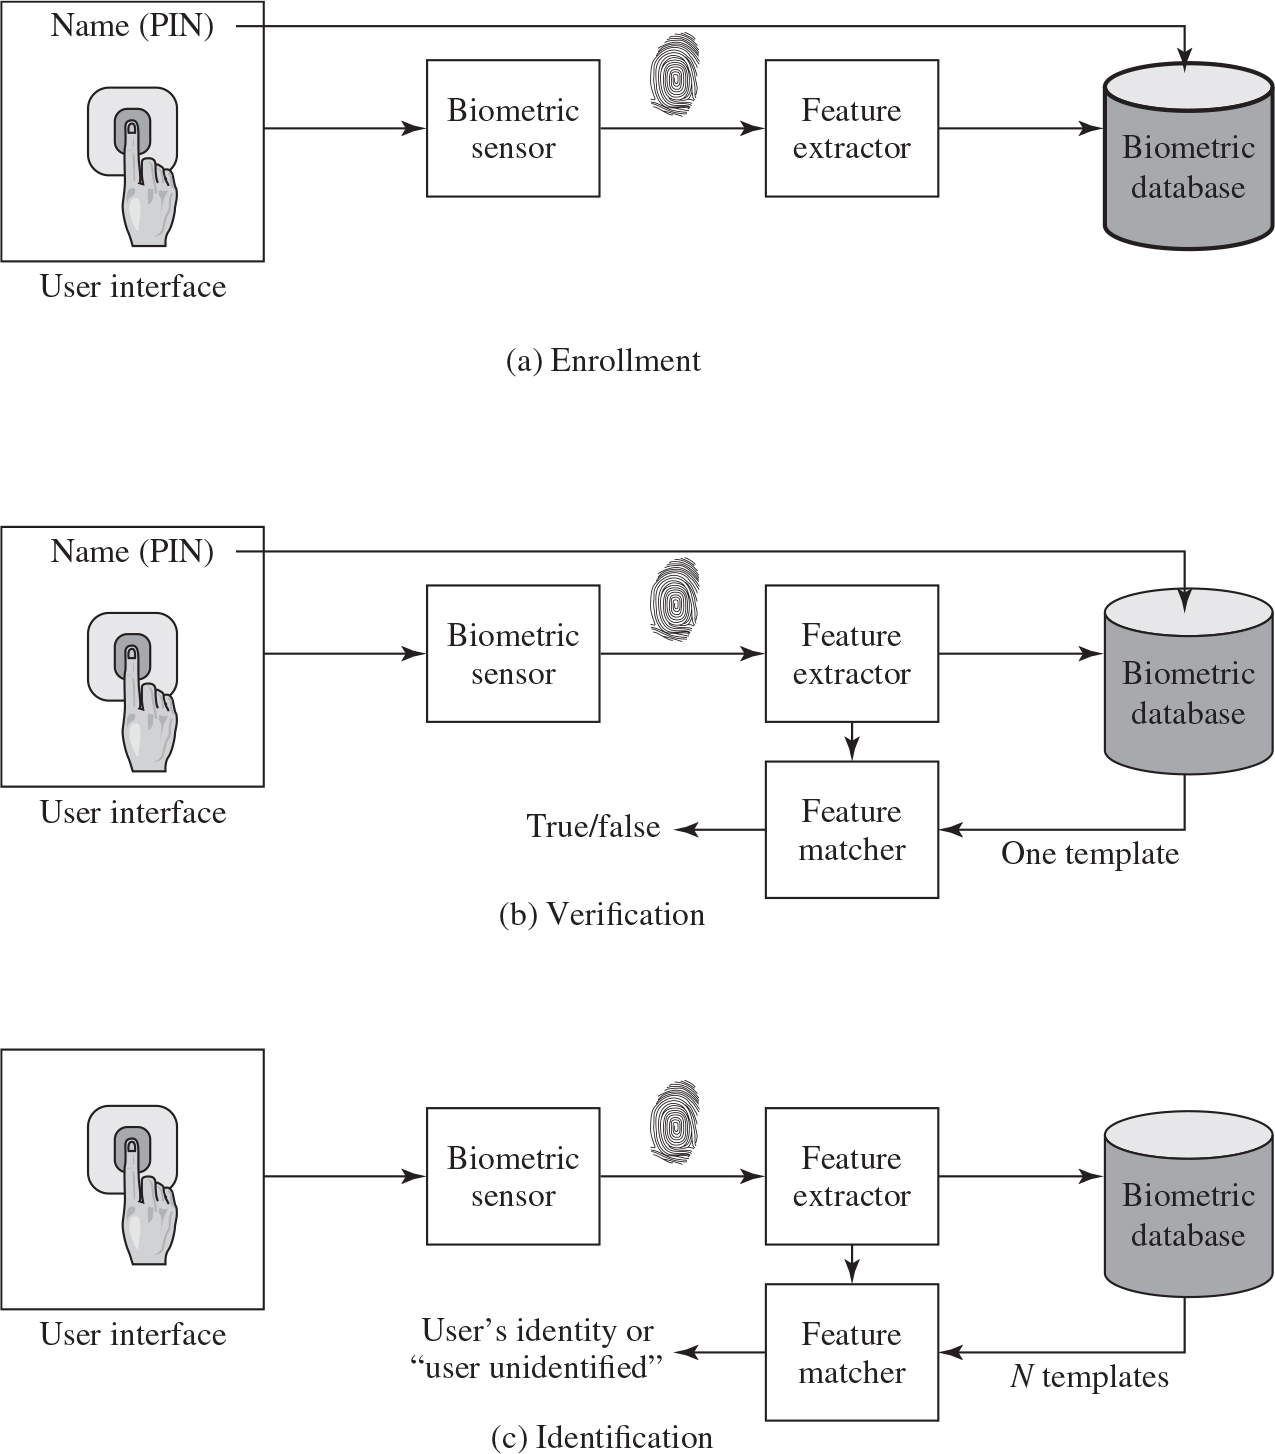 Name (PIN)
Biometric
sensor
Feature
extractor
Biometric
database
User interface
(a) Enrollment
Name (PIN)
Biometric
sensor
Feature
extractor
Biometric
database
User interface
True/false
Feature
matcher
One template
(b) Verification
Biometric
sensor
Feature
extractor
Biometric
database
User interface
User’s identity or
“user unidentified”
Feature
matcher
N templates
(c) Identification